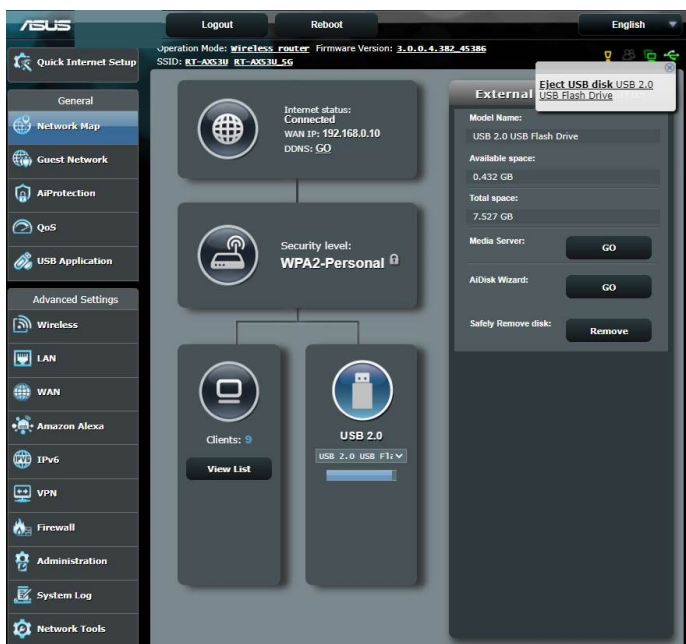 ASUS
Logout
Reboot
English
Operation Mode: Wireless router Firmware Version: 3.0.0.4.382_45386
SSID: RT-AX53U RT-AX53U_5G
Quick Internet Setup
General
Network Map
Guest Network
AiProtection
QoS
USB Application
Advanced Settings
Wireless
LAN
WAN
Amazon Alexa
IPv6
VPN
Firewall
Administration
System Log
Network Tools
Internet status:
Connected
WAN IP: 192.168.0.10
DDNS: GO
Security level:
WPA2-Personal
Clients: 9
View List
USB 2.0
USB 2.0 USB Fl
External
Eject USB disk USB 2.0
USB Flash Drive
Model Name:
USB 2.0 USB Flash Drive
Available space:
0.432 GB
Total space:
7.527 GB
Media Server:
GO
AiDisk Wizard:
GO
Safely Remove disk:
Remove